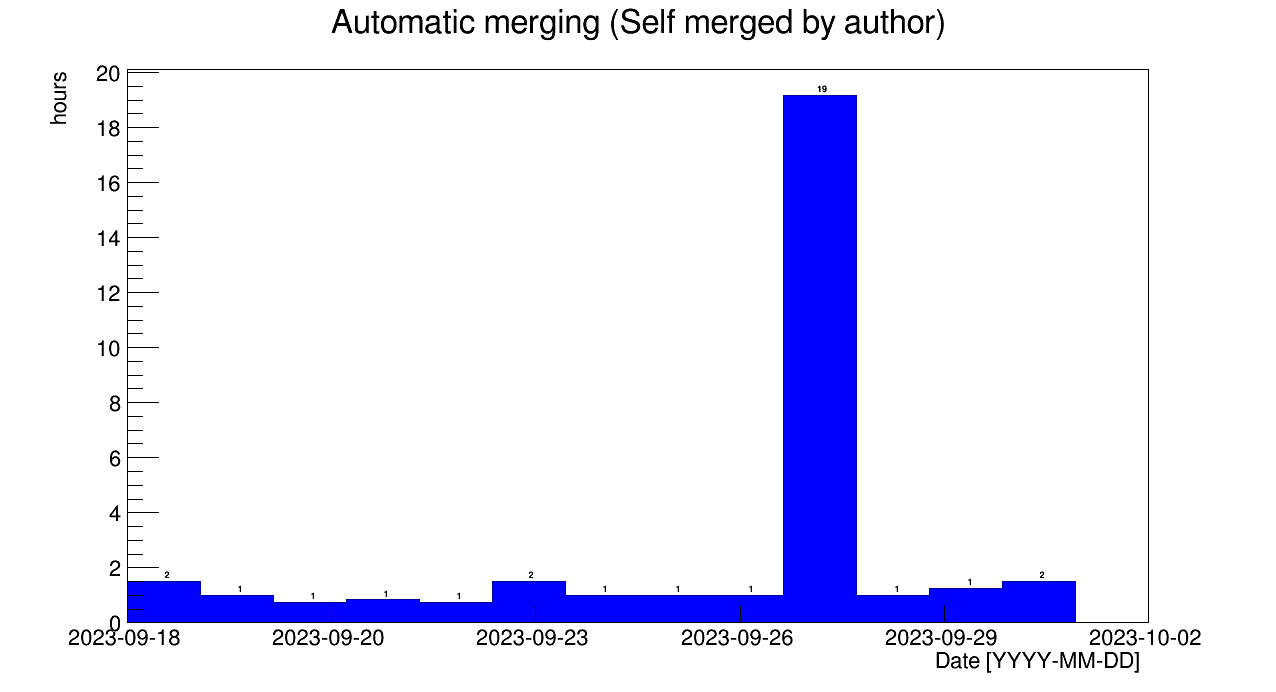 Automatic merging (Self merged by author)
hours
20
18
16
14
12
10
8
6
4
2
0
2 1 1 1 1 2 1 1 1 19 1 1 2
2023-09-18 2023-09-20 2023-09-23 2023-09-26 2023-09-29 2023-10-02
Date [YYYY-MM-DD]